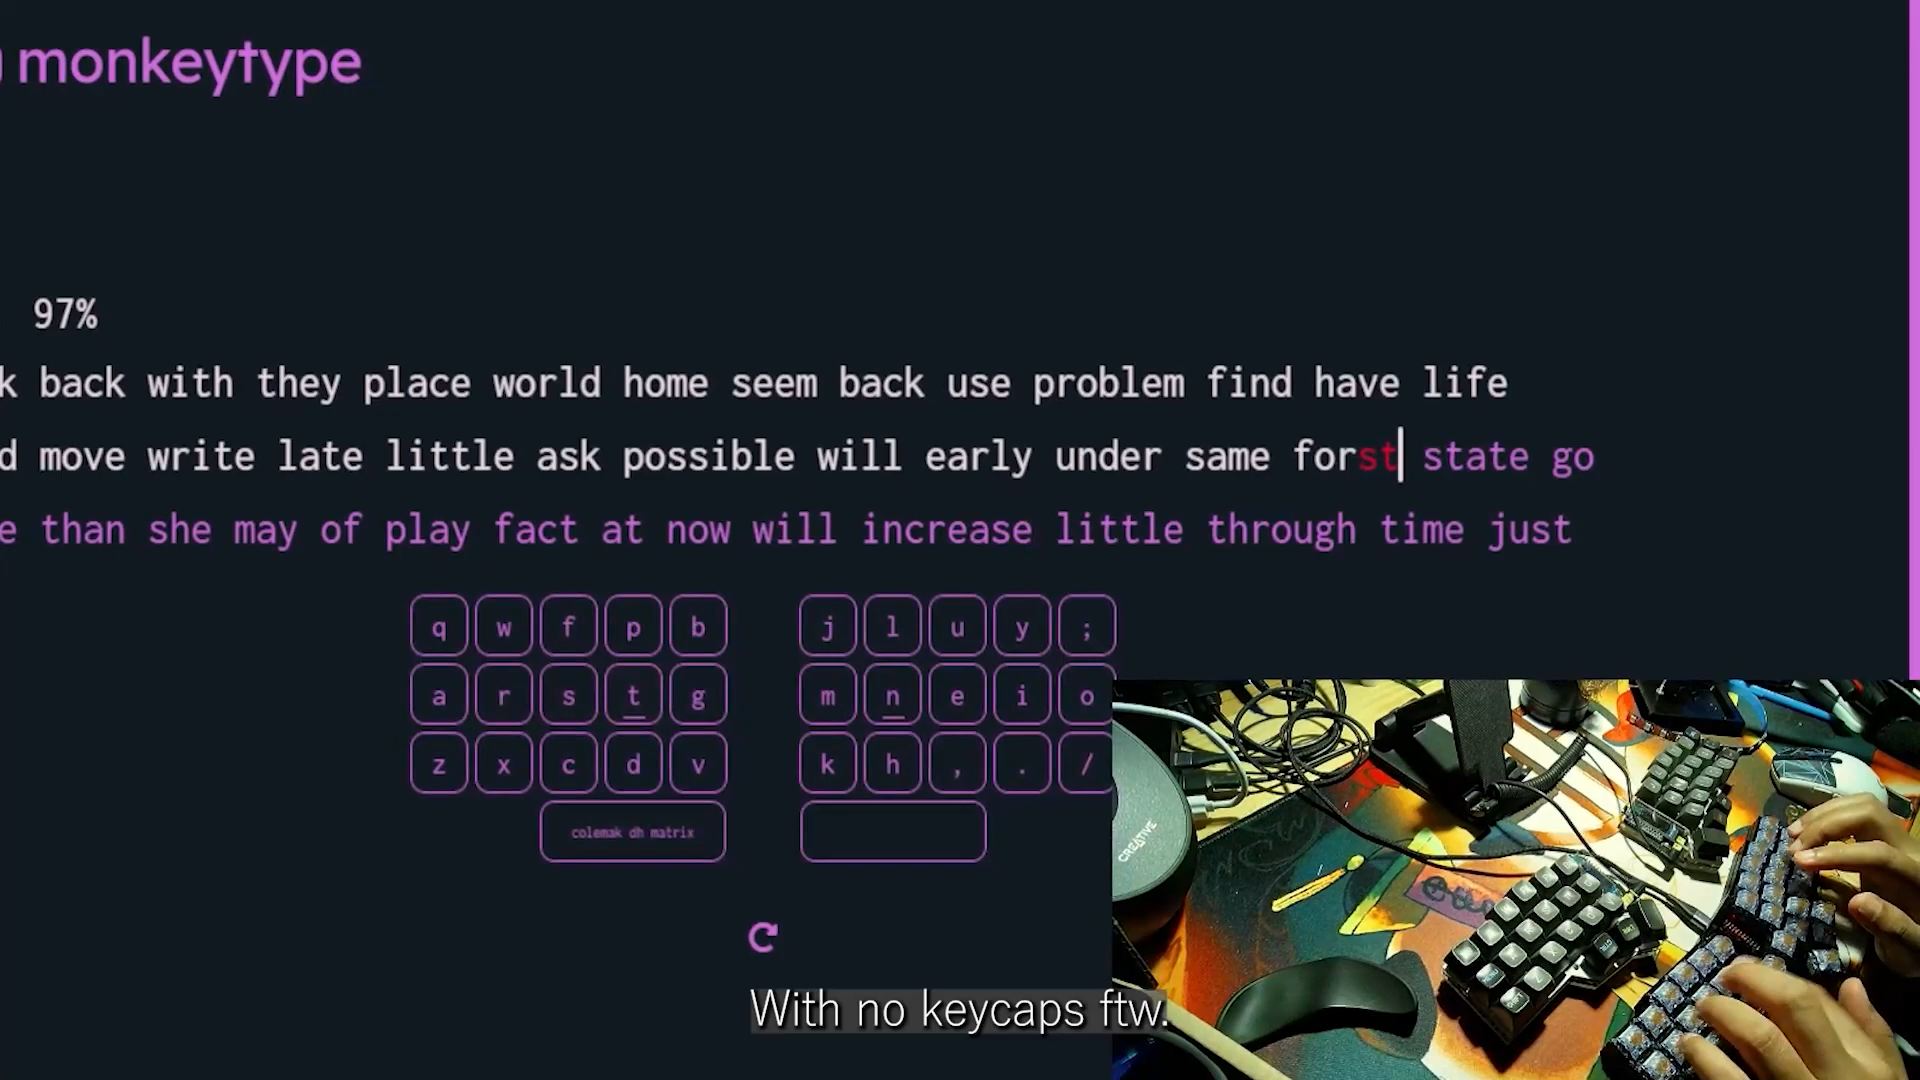 monkeytype
97%
k back with they place world home seem back use problem find have life
d move write late little ask possible will early under same forst state go
e than she may of play fact at now will increase little through time just
q w f p b j l u y ;
a r s t g m n e i o
z x c d v k h , . /
colemak dh matrix
CREATIVE
With no keycaps ftw.